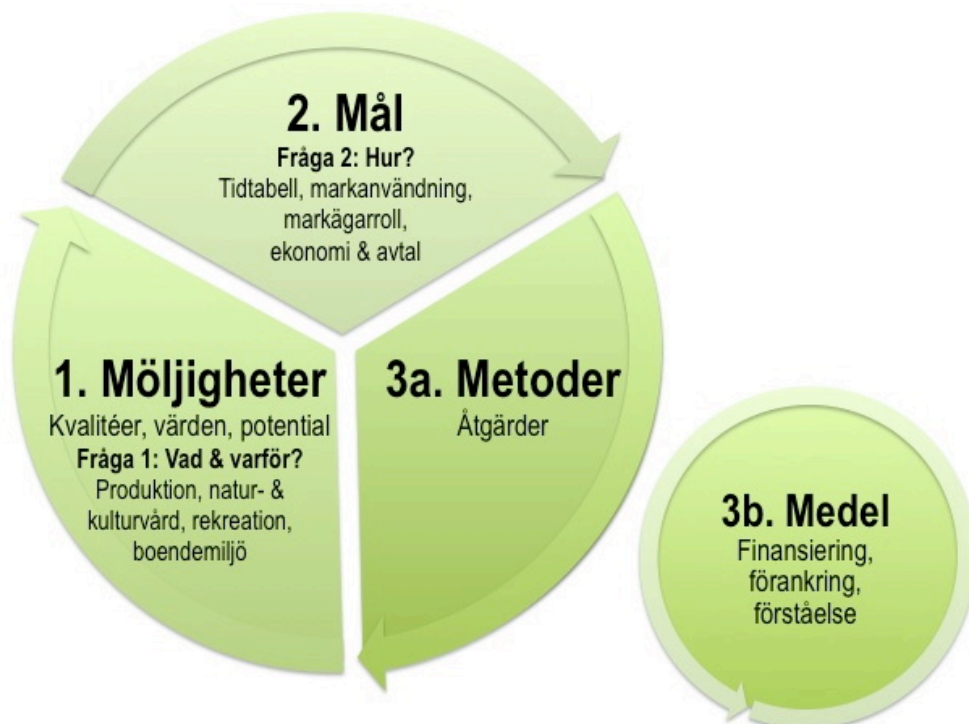 2. Mål
Fråga 2: Hur?
Tidtabell, markanvändning,
markägarroll,
ekonomi & avtal
1. Möljigheter
Kvalitéer, värden, potential
Fråga 1: Vad & varför?
Produktion, natur- &
kulturvård, rekreation,
boendemiljö
3a. Metoder
Åtgärder
3b. Medel
Finansiering,
förankring,
förståelse